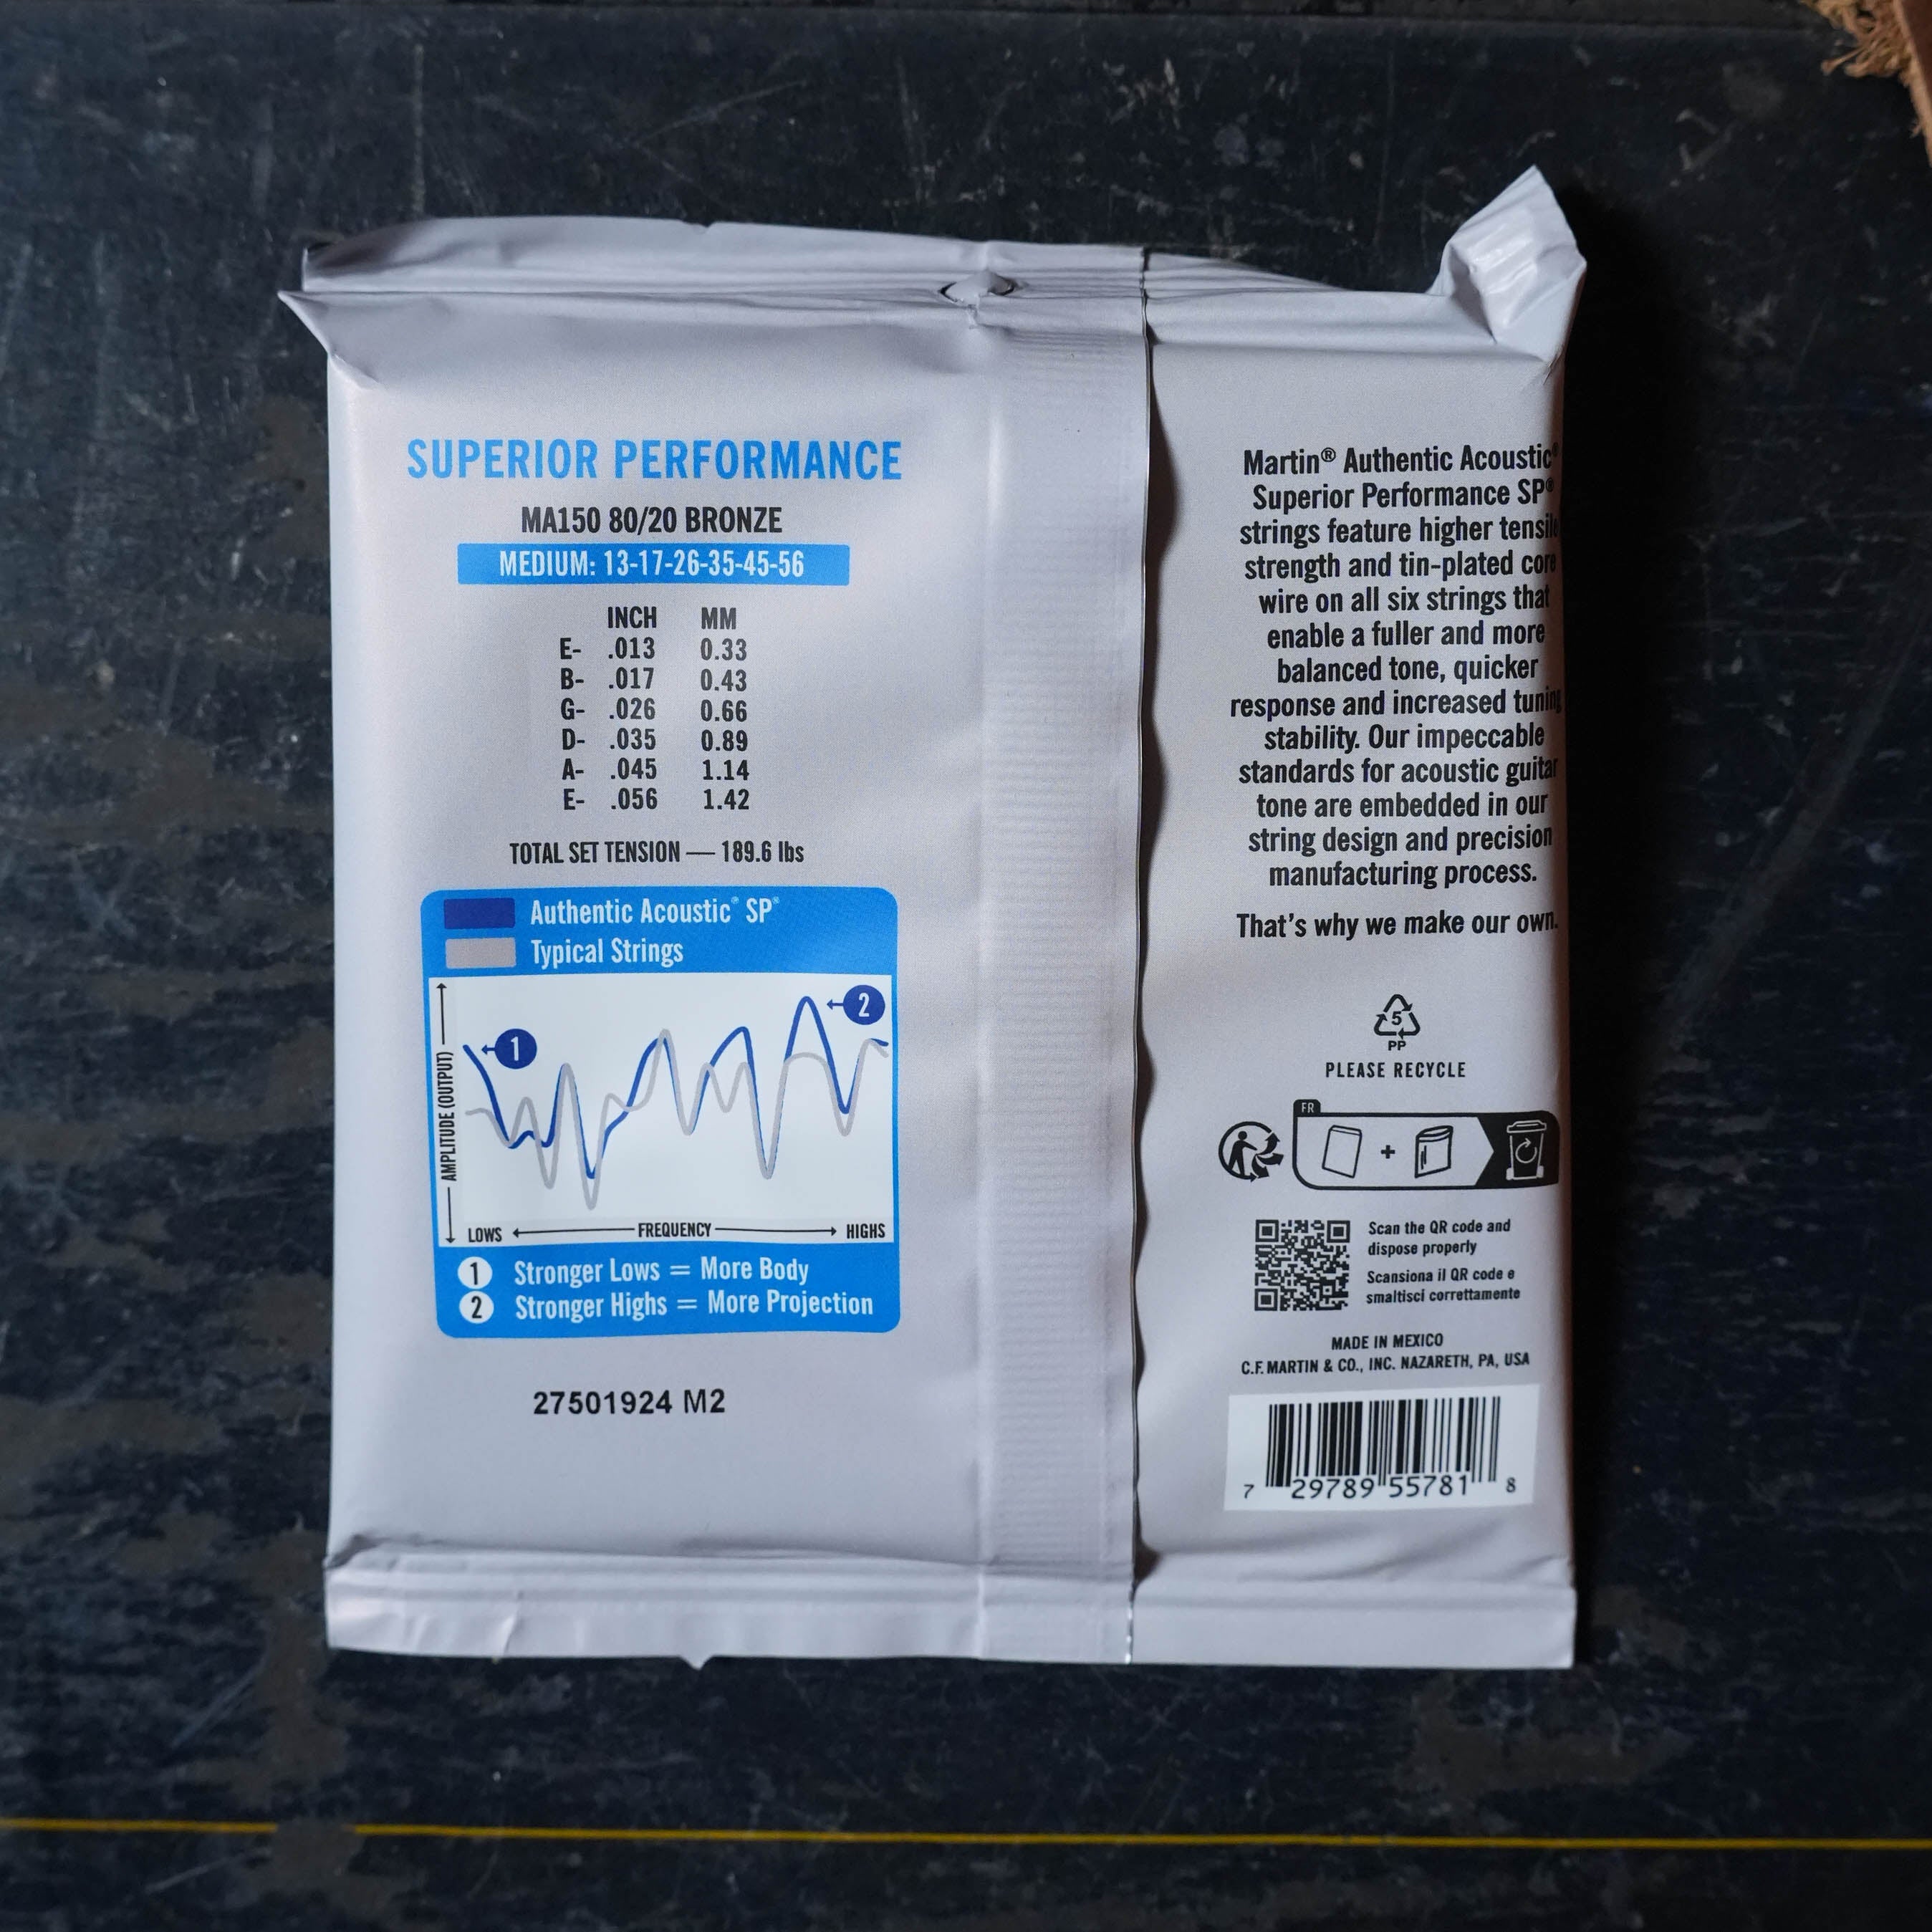 SUPERIOR PERFORMANCE
MA150 80/20 BRONZE
MEDIUM: 13-17-26-35-45-56
INCH MM
E- .013 0.33
B- .017 0.43
G- .026 0.66
D- .035 0.89
A- .045 1.14
E- .056 1.42
TOTAL SET TENSION — 189.6 lbs
Authentic Acoustic® SP®
Typical Strings
1
2
AMPLITUDE (OUTPUT)
LOWS FREQUENCY HIGHS
1 Stronger Lows = More Body
2 Stronger Highs = More Projection
27501924 M2
Martin® Authentic Acoustic®
Superior Performance SP®
strings feature higher tensile
strength and tin-plated core
wire on all six strings that
enable a fuller and more
balanced tone, quicker
response and increased tuning
stability. Our impeccable
standards for acoustic guitar
tone are embedded in our
string design and precision
manufacturing process.
That's why we make our own.
5
PP
PLEASE RECYCLE
FR
+
Scan the QR code and
dispose properly
Scansiona il QR code e
smaltisci correttamente
MADE IN MEXICO
C.F. MARTIN & CO., INC. NAZARETH, PA, USA
7 29789 55781 8